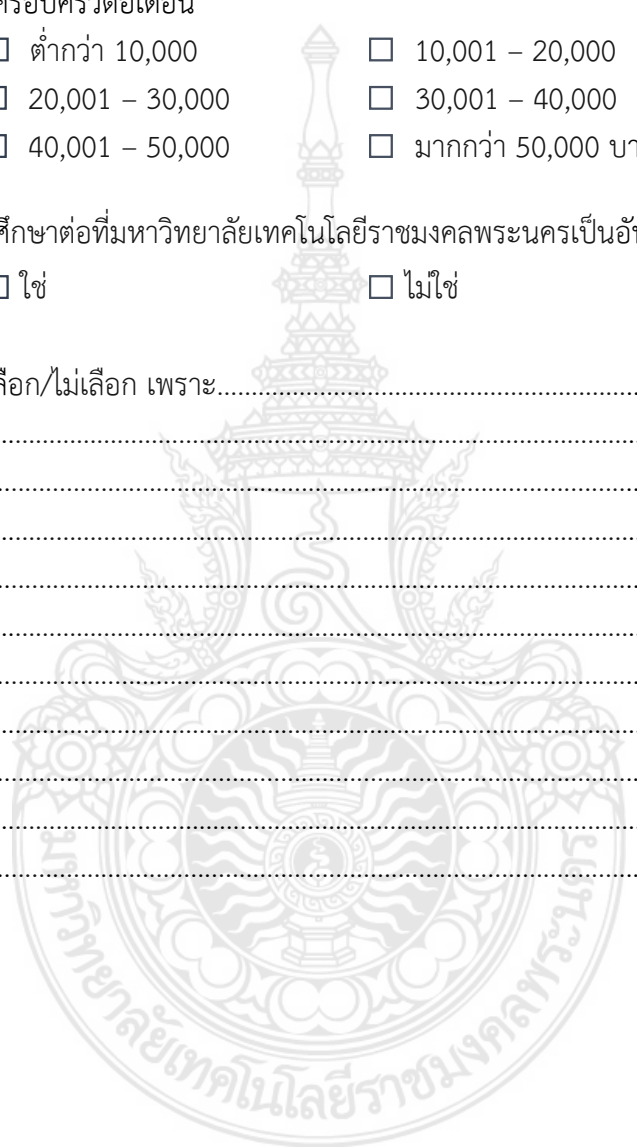 ครอบครัวต่อเดือน
☐ ต่ำกว่า 10,000 ☐ 10,001 – 20,000
☐ 20,001 – 30,000 ☐ 30,001 – 40,000
☐ 40,001 – 50,000 ☐ มากกว่า 50,000 บา
ศึกษาต่อที่มหาวิทยาลัยเทคโนโลยีราชมงคลพระนครเป็นอัน
☐ ใช่ ☐ ไม่ใช่
ลือก/ไม่เลือก เพราะ..........
มหาวิทยาลัยเทคโนโลยีราชมงคลพระนคร